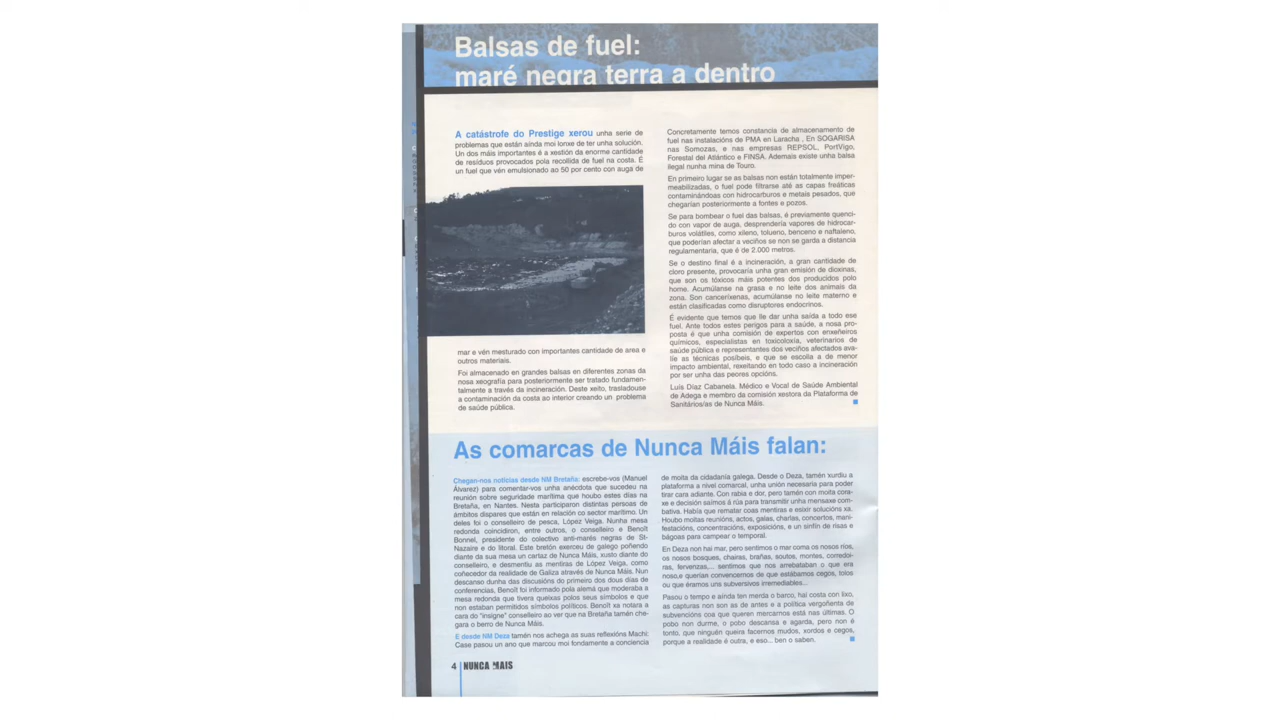 Balsas de fuel:
maré negra terra a dentro
A catástrofe do Prestige xerou unha serie de
problemas que están aínda moi lonxe de ter unha solución.
Un dos máis importantes é a xestión da enorme cantidade
de resíduos provocados pola recollida de fuel na costa. É
un fuel que vén emulsionado ao 50 por cento con auga de
mar e vén mesturado con importantes cantidade de area e
outros materiais.
Foi almacenado en grandes balsas en diferentes zonas da
nosa xeografía para posteriormente ser tratado fundamen-
talmente a través da incineración. Deste xeito, trasladouse
a contaminación da costa ao interior creando un problema
de saúde pública.
Concretamente temos constancia de almacenamento de
fuel nas instalacións de PMA en Laracha , En SOGARISA
nas Somozas, e nas empresas REPSOL, PortVigo,
Forestal del Atlántico e FINSA. Ademais existe unha balsa
ilegal nunha mina de Touro.
En primeiro lugar se as balsas non están totalmente imper-
meabilizadas, o fuel pode filtrarse até as capas freáticas
contaminándoas con hidrocarburos e metais pesados, que
chegarían posteriormente a fontes e pozos.
Se para bombear o fuel das balsas, é previamente quenci-
do con vapor de auga, desprendería vapores de hidrocar-
buros volátiles, como xileno, tolueno, benceno e naftaleno,
que poderían afectar a veciños se non se garda a distancia
regulamentaria, que é de 2.000 metros.
Se o destino final é a incineración, a gran cantidade de
cloro presente, provocaría unha gran emisión de dioxinas,
que son os tóxicos máis potentes dos producidos polo
home. Acumúlanse na grasa e no leite dos animais da
zona. Son canceríxenas, acumúlanse no leite materno e
están clasificadas como disruptores endocrinos.
É evidente que temos que lle dar unha saída a todo ese
fuel. Ante todos estes perigos para a saúde, a nosa pro-
posta é que unha comisión de expertos con enxeñeiros
químicos, especialistas en toxicoloxía, veterinarios de
saúde pública e representantes dos veciños afectados ava-
líe as técnicas posíbeis, e que se escolla a de menor
impacto ambiental, rexeitando en todo caso a incineración
por ser unha das peores opcións.
Luís Díaz Cabanela. Médico e Vocal de Saúde Ambiental
de Adega e membro da comisión xestora da Plataforma de
Sanitários/as de Nunca Máis.
As comarcas de Nunca Máis falan:
Chegan-nos noticias desde NM Bretaña: escrebe-vos (Manuel
Álvarez) para comentar-vos unha anécdota que sucedeu na
reunión sobre seguridade marítima que houbo estes días na
Bretaña, en Nantes. Nesta participaron distintas persoas de
ámbitos dispares que están en relación co sector marítimo. Un
deles foi o conselleiro de pesca, López Veiga. Nunha mesa
redonda coincidiron, entre outros, o conselleiro e Benoît
Bonnel, presidente do colectivo anti-marés negras de St-
Nazaire e do litoral. Este bretón exerceu de galego poñendo
diante da sua mesa un cartaz de Nunca Máis, xusto diante do
conselleiro, e desmentiu as mentiras de López Veiga, como
coñecedor da realidade de Galiza através de Nunca Máis. Nun
descanso dunha das discusións do primeiro dos dous días de
conferencias, Benoît foi informado pola alemá que moderaba a
mesa redonda que tivera queixas polos seus símbolos e que
non estaban permitidos símbolos políticos. Benoît xa notara a
cara do "insigne" conselleiro ao ver que na Bretaña tamén che-
gara o berro de Nunca Máis.
E desde NM Deza tamén nos achega as suas reflexións Machi:
Case pasou un ano que marcou moi fondamente a conciencia
de moita da cidadanía galega. Desde o Deza, tamén xurdiu a
plataforma a nivel comarcal, unha unión necesaria para poder
tirar cara adiante. Con rabia e dor, pero tamén con moita cora-
xe e decisión saímos á rúa para transmitir unha mensaxe com-
bativa. Había que rematar coas mentiras e esixir solucións xa.
Houbo moitas reunións, actos, galas, charlas, concertos, mani-
festacións, concentracións, exposicións, e un sinfín de risas e
bágoas para campear o temporal.
En Deza non hai mar, pero sentimos o mar coma os nosos ríos,
os nosos bosques, chairas, brañas, soutos, montes, corredoi-
ras, fervenzas,... sentimos que nos arrebataban o que era
noso,e querían convencernos de que estábamos cegos, tolos
ou que éramos uns subversivos irremediables...
Pasou o tempo e aínda ten merda o barco, hai costa con lixo,
as capturas non son as de antes e a política vergoñenta de
subvencións coa que queren mercarnos está nas últimas. O
pobo non durme, o pobo descansa e agarda, pero non é
tonto, que ninguén queira facernos mudos, xordos e cegos,
porque a realidade é outra, e eso... ben o saben.
4 NUNCA MAIS